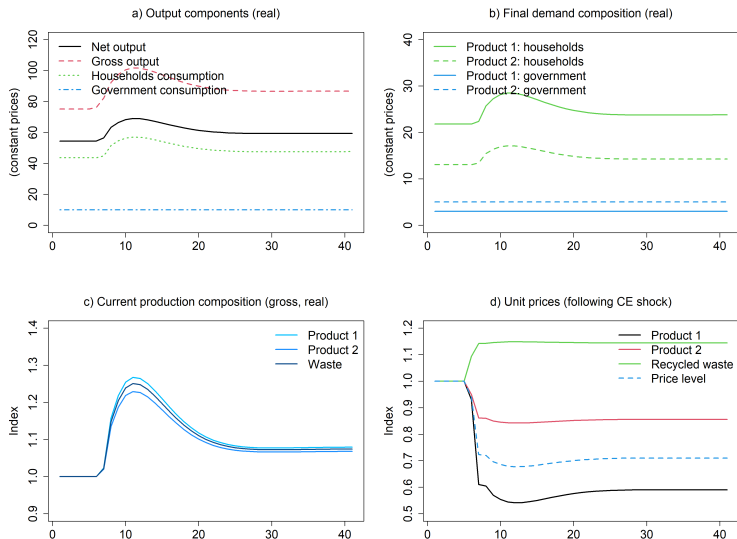 a) Output components (real)
(constant prices)
0 20 40 60 80 100 120
Net output
Gross output
Households consumption
Government consumption
0 10 20 30 40
b) Final demand composition (real)
(constant prices)
0 10 20 30 40
Product 1: households
Product 2: households
Product 1: government
Product 2: government
0 10 20 30 40
c) Current production composition (gross, real)
Index
0.9 1.0 1.1 1.2 1.3 1.4
Product 1
Product 2
Waste
0 10 20 30 40
d) Unit prices (following CE shock)
Index
0.5 0.6 0.7 0.8 0.9 1.0 1.1 1.2
Product 1
Product 2
Recycled waste
Price level
0 10 20 30 40